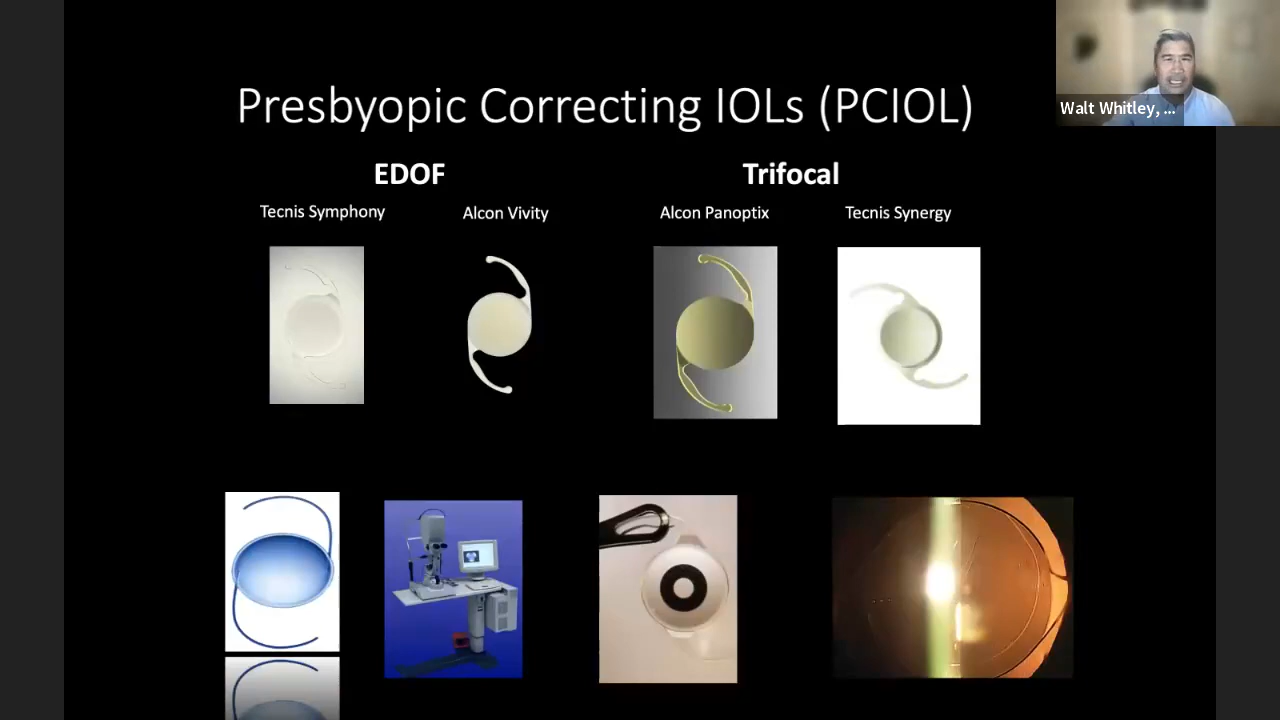 Presbyopic Correcting IOLs (PCIOL)
Walt Whitley, ...
EDOF
Trifocal
Tecnis Symphony
Alcon Vivity
Alcon Panoptix
Tecnis Synergy